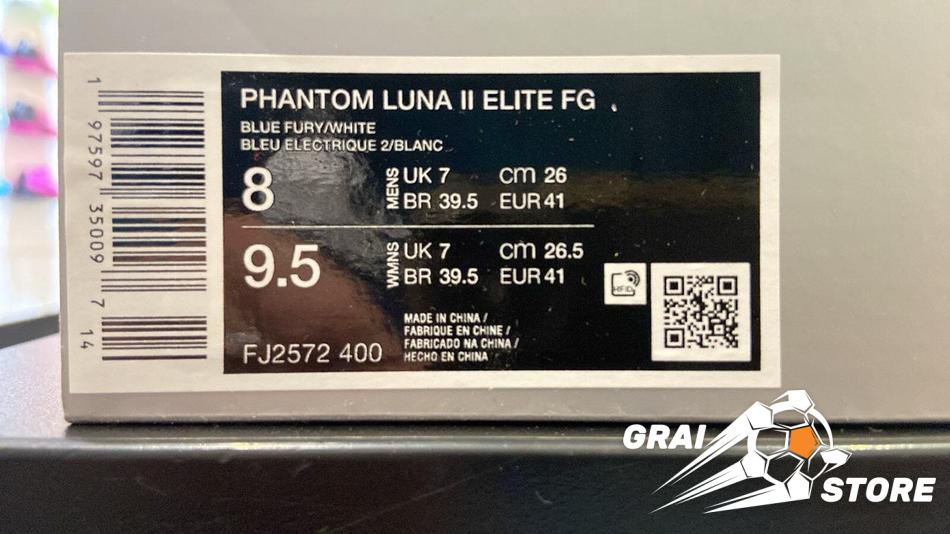 PHANTOM LUNA II ELITE FG
BLUE FURY/WHITE
BLEU ELECTRIQUE 2/BLANC
8 MENS UK 7 cm 26
BR 39.5 EUR 41
9.5 WMNS UK 7 cm 26.5
BR 39.5 EUR 41
RFID
MADE IN CHINA /
FABRIQUE EN CHINE /
FABRICADO NA CHINA /
HECHO EN CHINA
FJ2572 400
1 97597 35009 7 14
GRAI
STORE